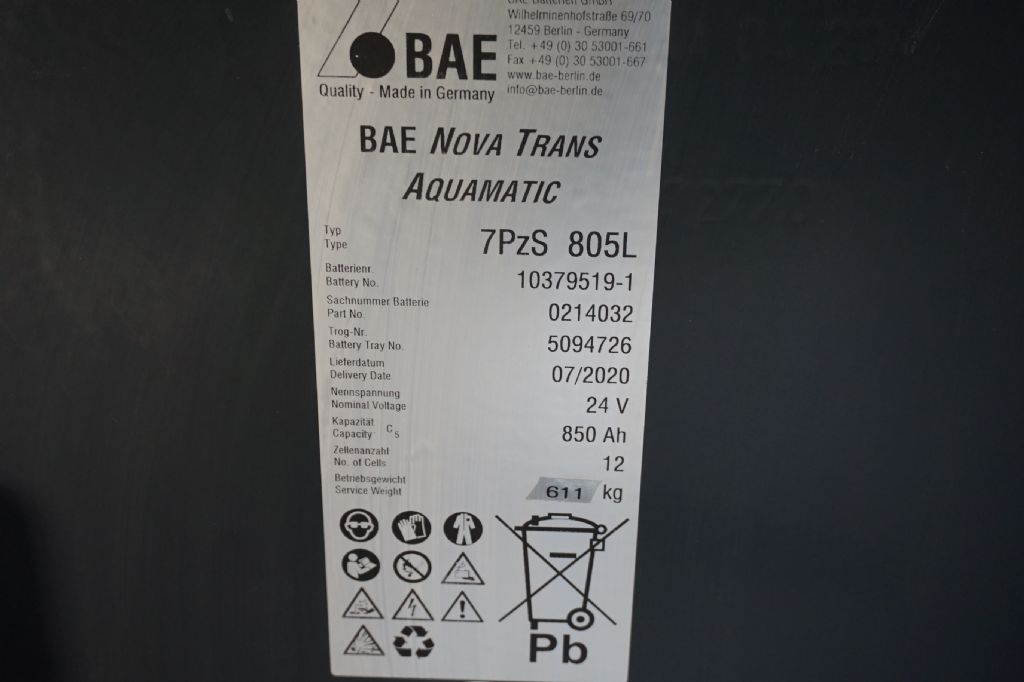 BAE Batterien GmbH
Wilhelminenhofstraße 69/70
12459 Berlin - Germany
Tel. +49 (0) 30 53001-661
Fax +49 (0) 30 53001-667
www.bae-berlin.de
info@bae-berlin.de
BAE
Quality - Made in Germany
BAE NOVA TRANS
AQUAMATIC
Typ
Type 7PzS 805L
Batterienr.
Battery No. 10379519-1
Sachnummer Batterie
Part No. 0214032
Trog-Nr.
Battery Tray No. 5094726
Lieferdatum
Delivery Date 07/2020
Nennspannung
Nominal Voltage 24 V
Kapazität
Capacity C5 850 Ah
Zellenanzahl
No. of Cells 12
Betriebsgewicht
Service Weight 611 kg
Pb